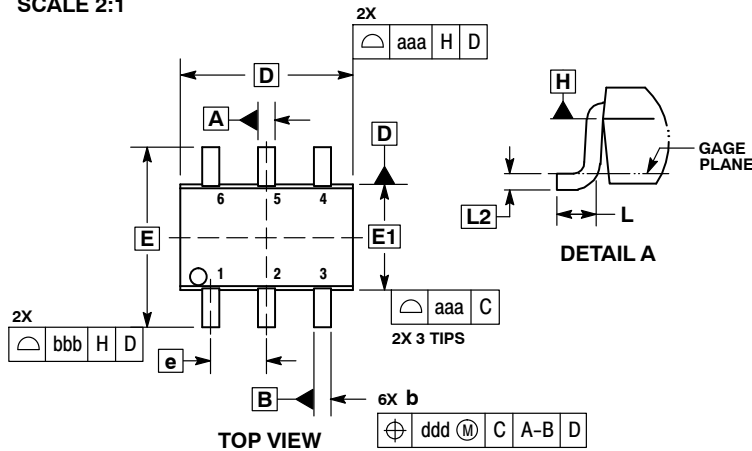 SCALE 2:1
2X
aaa H D
D
A
D
H
GAGE
PLANE
6 5 4
L2
L
E
E1
DETAIL A
1 2 3
aaa C
2X 3 TIPS
2X
bbb H D
e
B
6X b
TOP VIEW
ddd Ⓜ C A-B D